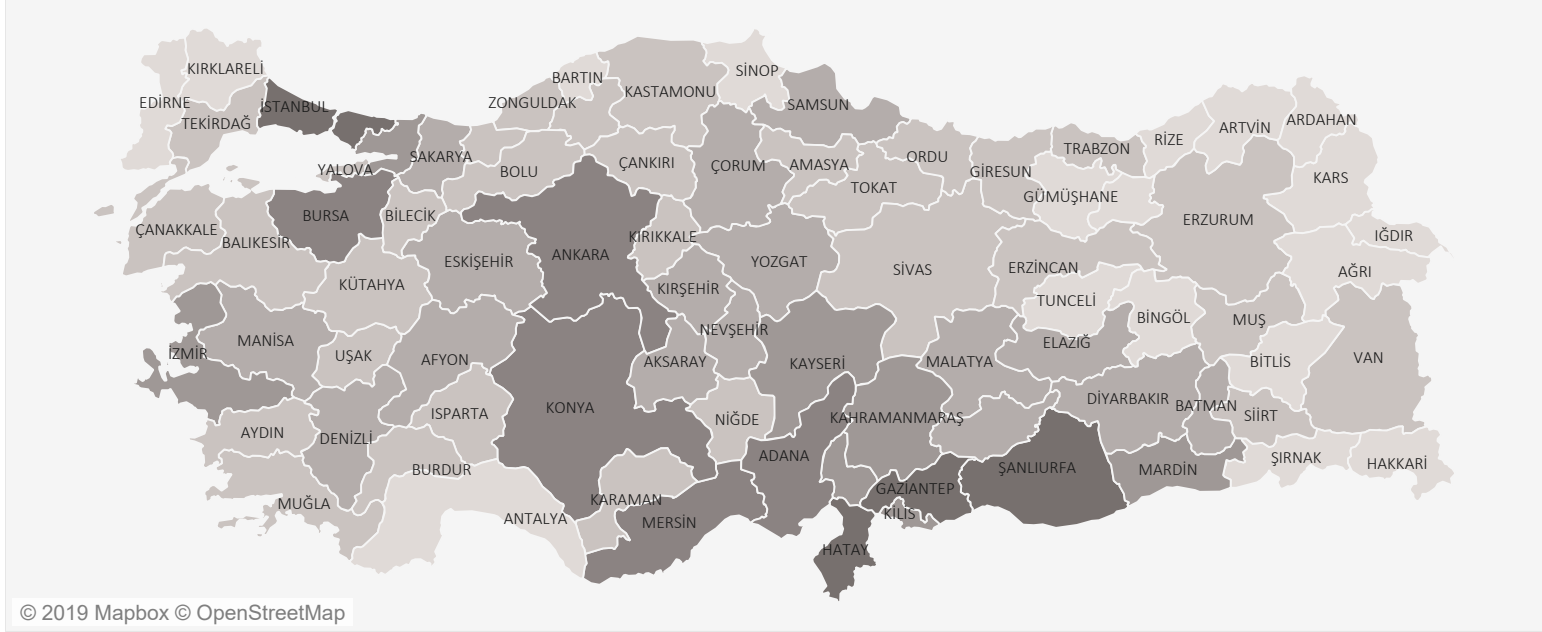 KIRKLARELİ
EDİRNE
TEKİRDAĞ
İSTANBUL
YALOVA
SAKARYA
BURSA
BİLECİK
ÇANAKKALE
BALIKESİR
KÜTAHYA
ESKİŞEHİR
BOLU
ZONGULDAK
BARTIN
KASTAMONU
SİNOP
SAMSUN
ÇANKIRI
ÇORUM
AMASYA
TOKAT
ORDU
GİRESUN
TRABZON
RİZE
ARTVİN
ARDAHAN
KARS
GÜMÜŞHANE
ERZURUM
IĞDIR
AĞRI
ERZİNCAN
SİVAS
YOZGAT
KIRIKKALE
ANKARA
KIRŞEHİR
NEVŞEHİR
AKSARAY
KAYSERİ
MALATYA
ELAZIĞ
TUNCELİ
BİNGÖL
MUŞ
BİTLİS
VAN
MANİSA
İZMİR
UŞAK
AFYON
ISPARTA
AYDIN
DENİZLİ
BURDUR
MUĞLA
ANTALYA
KONYA
KARAMAN
MERSİN
NİĞDE
ADANA
KAHRAMANMARAŞ
GAZİANTEP
KİLİS
HATAY
ŞANLIURFA
DİYARBAKIR
BATMAN
SİİRT
MARDİN
ŞIRNAK
HAKKARİ
© 2019 Mapbox © OpenStreetMap